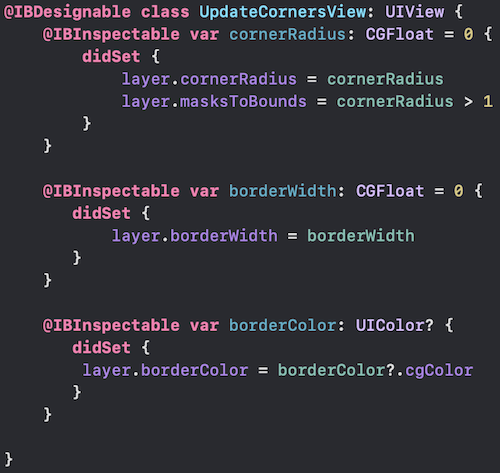 @IBDesignable class UpdateCornersView: UIView {
    @IBInspectable var cornerRadius: CGFloat = 0 {
        didSet {
            layer.cornerRadius = cornerRadius
            layer.masksToBounds = cornerRadius > 1
        }
    }

    @IBInspectable var borderWidth: CGFloat = 0 {
       didSet {
           layer.borderWidth = borderWidth
       }
    }

    @IBInspectable var borderColor: UIColor? {
       didSet {
        layer.borderColor = borderColor?.cgColor
       }
    }

}